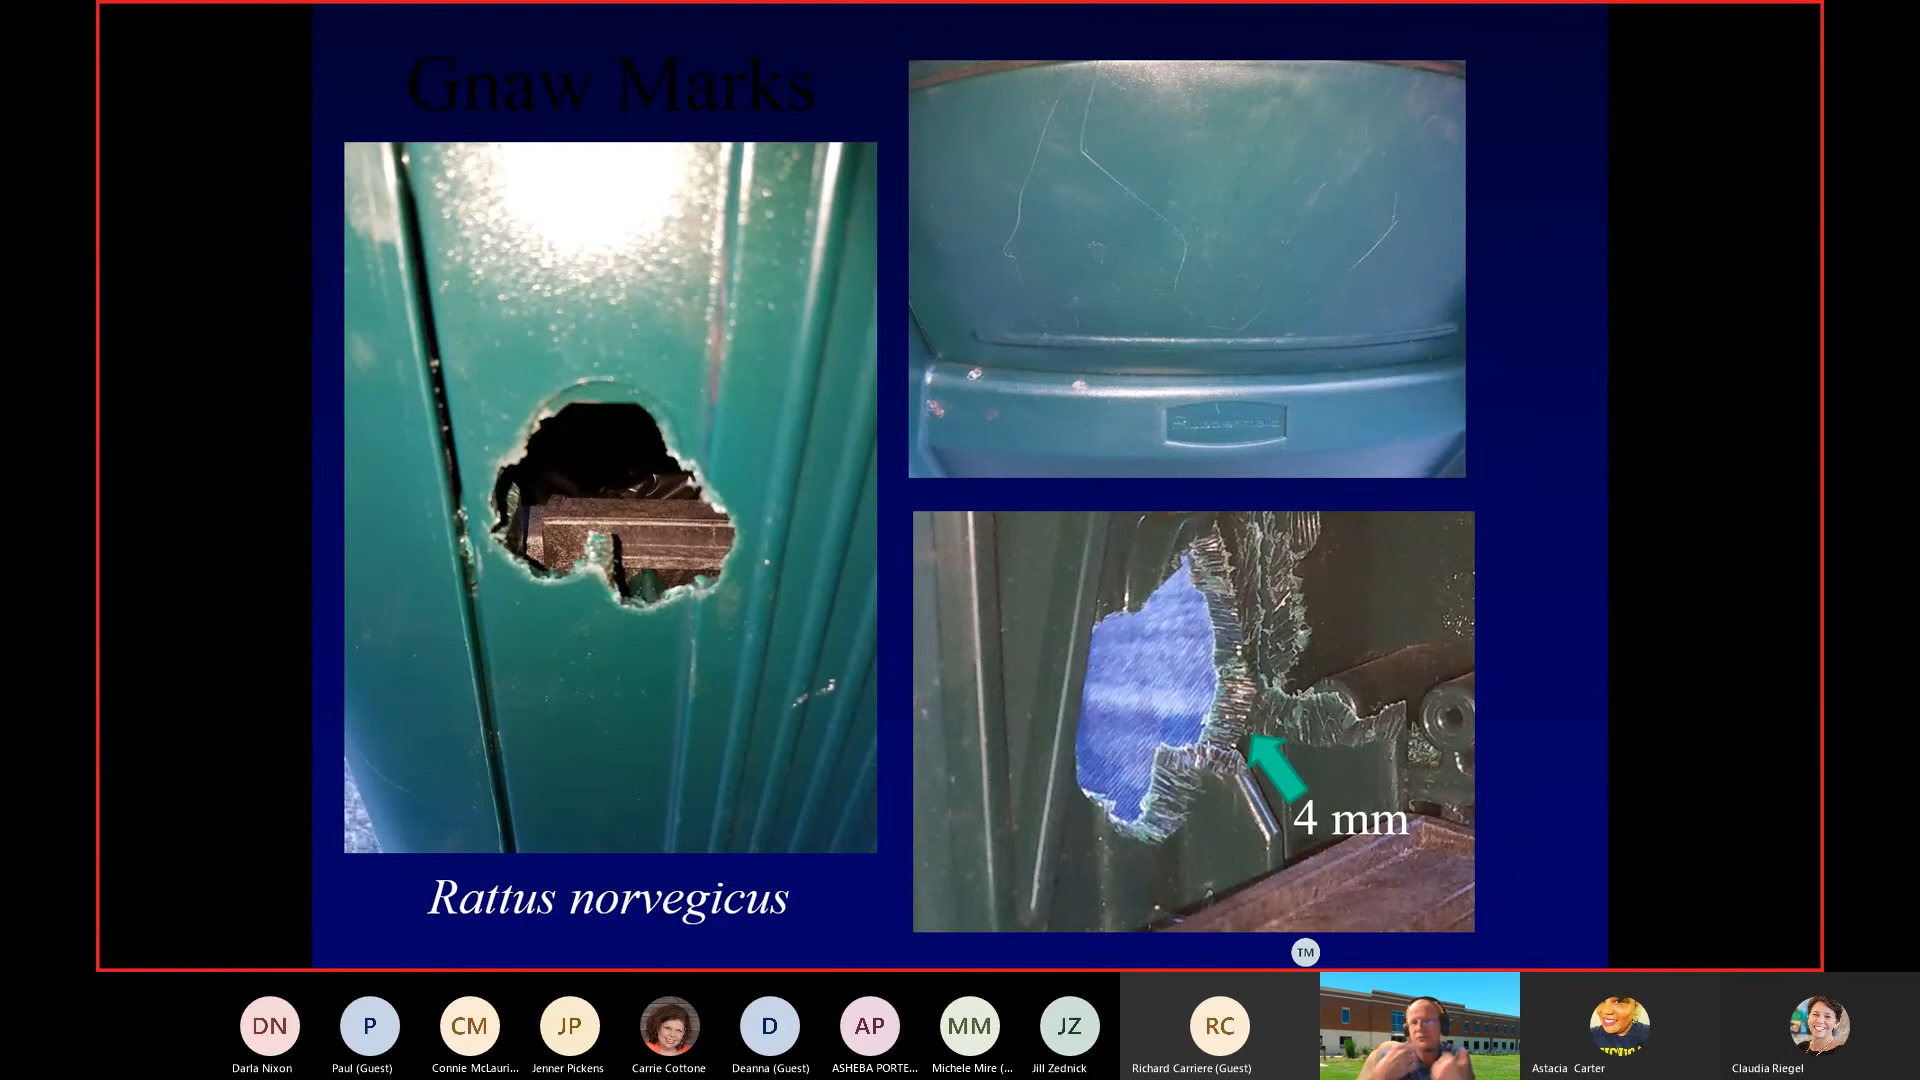 Gnaw Marks
Rubbermaid
4 mm
Rattus norvegicus
TM
DN
P
CM
JP
D
AP
MM
JZ
RC
Darla Nixon
Paul (Guest)
Connie McLauri...
Jenner Pickens
Carrie Cottone
Deanna (Guest)
ASHEBA PORTE...
Michele Mire (...
Jill Zednick
Richard Carriere (Guest)
Astacia Carter
Claudia Riegel